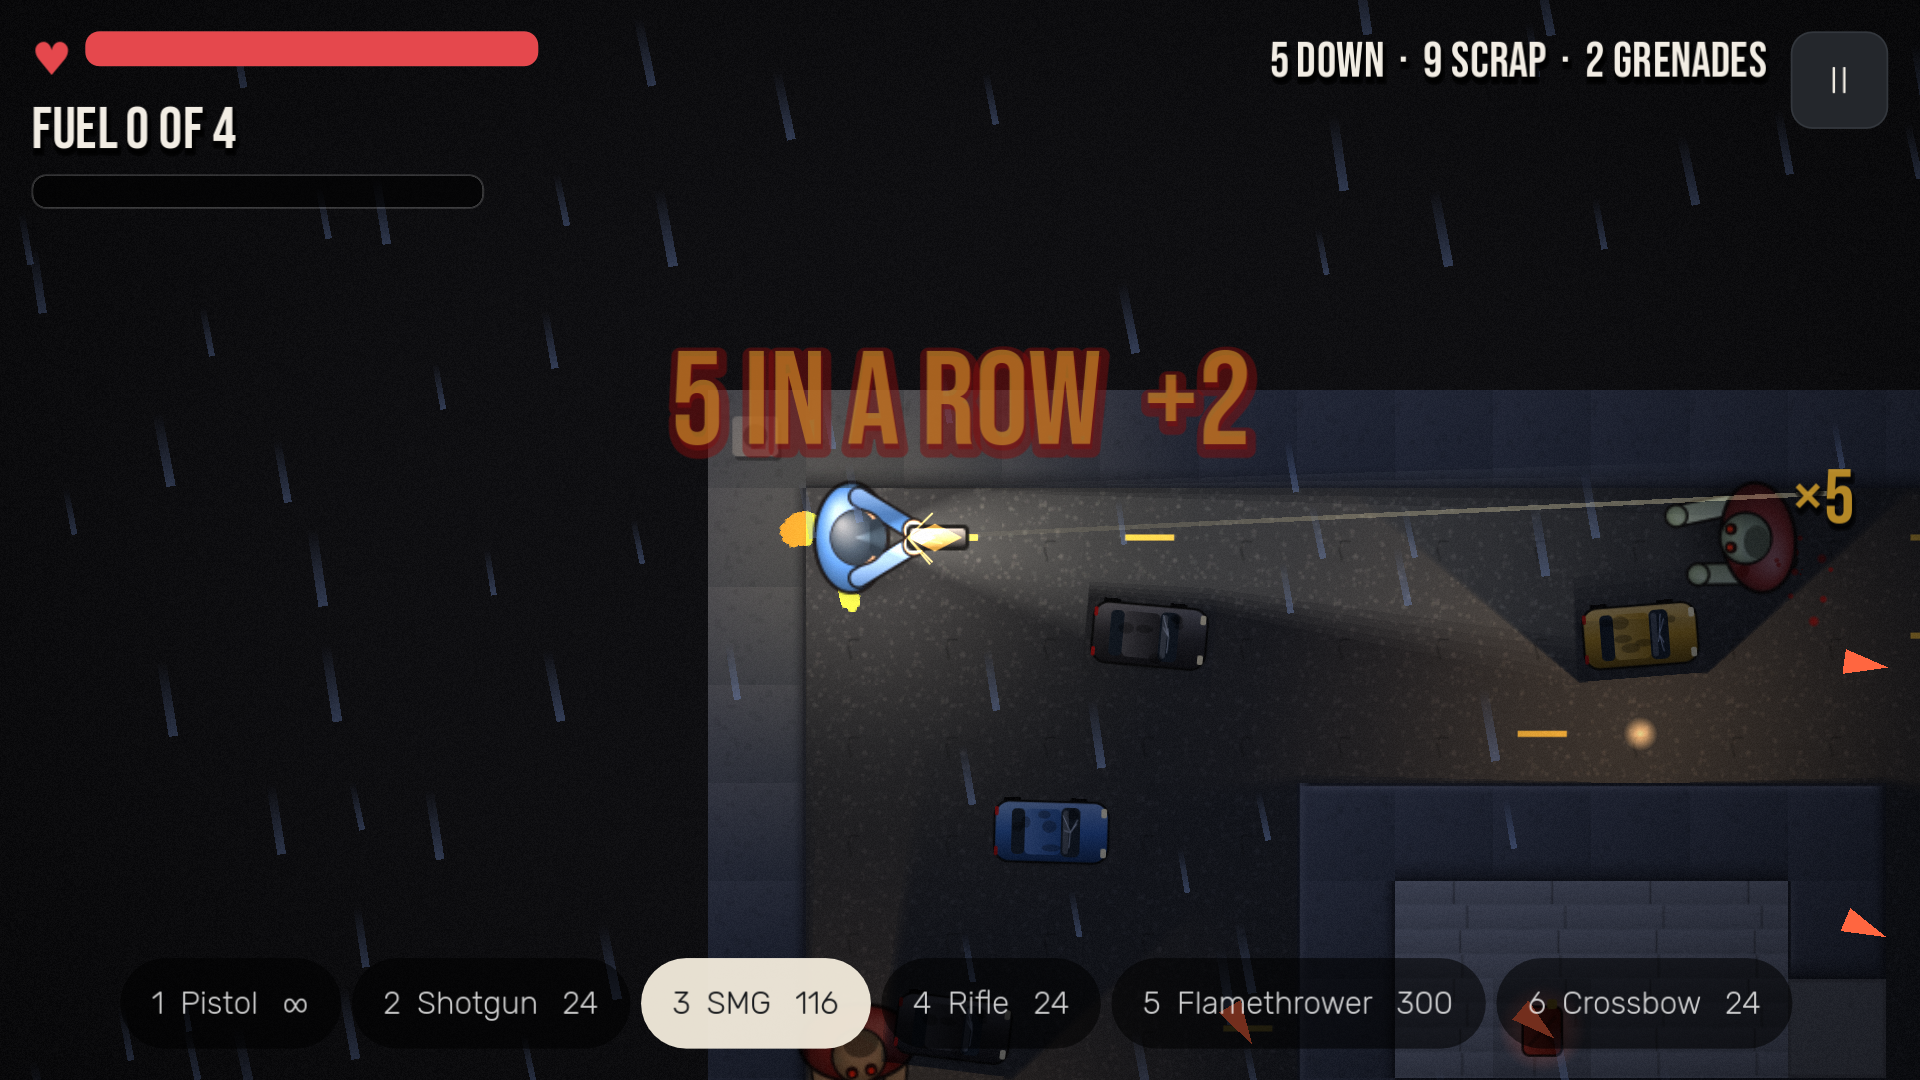 5 DOWN · 9 SCRAP · 2 GRENADES
FUEL 0 OF 4
5 IN A ROW +2
×5
1 Pistol ∞
2 Shotgun 24
3 SMG 116
4 Rifle 24
5 Flamethrower 300
6 Crossbow 24